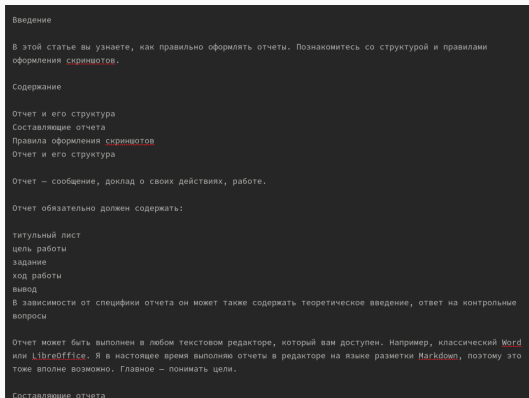 Введение
В этой статье вы узнаете, как правильно оформлять отчеты. Познакомитесь со структурой и правилами
оформления скриншотов.
Содержание
Отчет и его структура
Составляющие отчета
Правила оформления скриншотов
Отчет и его структура
Отчет — сообщение, доклад о своих действиях, работе.
Отчет обязательно должен содержать:
титульный лист
цель работы
задание
ход работы
вывод
В зависимости от специфики отчета он может также содержать теоретическое введение, ответ на контрольные
вопросы
Отчет может быть выполнен в любом текстовом редакторе, который вам доступен. Например, классический Word
или LibreOffice. Я в настоящее время выполняю отчеты в редакторе на языке разметки Markdown, поэтому это
тоже вполне возможно. Главное — понимать цели.
Составляющие отчета